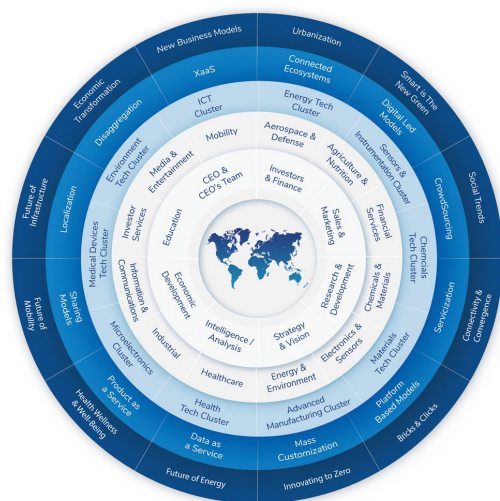 New Business Models
Urbanization
Smart is The
New Green
Social Trends
Connectivity &
Convergence
Bricks & Clicks
Innovating to Zero
Future of Energy
Health Wellness
& Well Being
Future of
Mobility
Future of
Infrastructure
Economic
Transformation
XaaS
Connected
Ecosystems
Digital Led
Models
CrowdSourcing
Servicization
Platform
Based Models
Mass
Customization
Data as
a Service
Product as
a Service
Sharing
Models
Localization
Disaggregation
ICT
Cluster
Energy Tech
Cluster
Sensors &
Instrumentation Cluster
Chemcials
Tech Cluster
Materials
Tech Cluster
Advanced
Manufacturing Cluster
Health
Tech Cluster
Microelectronics
Cluster
Medical Devices
Tech Cluster
Environment
Tech Cluster
Mobility
Aerospace &
Defense
Agriculture &
Nutrition
Financial
Services
Chemicals &
Materials
Electronics &
Sensors
Energy &
Environment
Healthcare
Industrial
Information &
Communications
Investor
Services
Media &
Entertainment
CEO &
CEO's Team
Investors
& Finance
Sales &
Marketing
Research &
Development
Strategy
& Vision
Intelligence /
Analysis
Economic
Development
Education